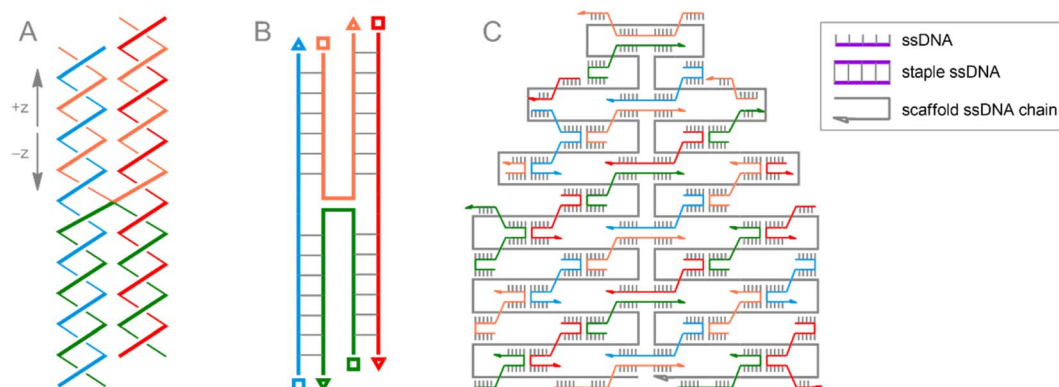 A
B
C
+z
−z
ssDNA
staple ssDNA
scaffold ssDNA chain